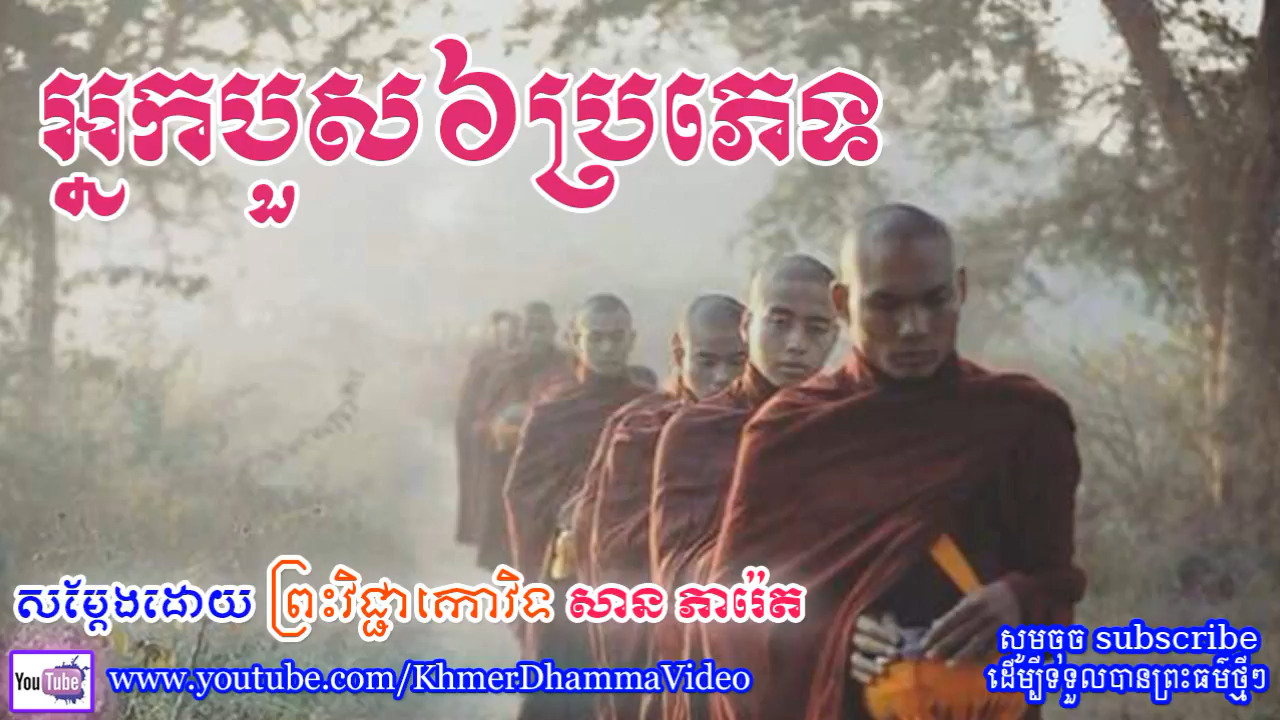 អ្នកបួស៦ប្រភេទ
សម្ដែងដោយ ព្រះវិជ្ជាកោវិទ សាន ភារ៉េត
You Tube www.youtube.com/KhmerDhammaVideo
សូមចុច subscribe
ដើម្បីទទួលបានព្រះធម៌ថ្មីៗ